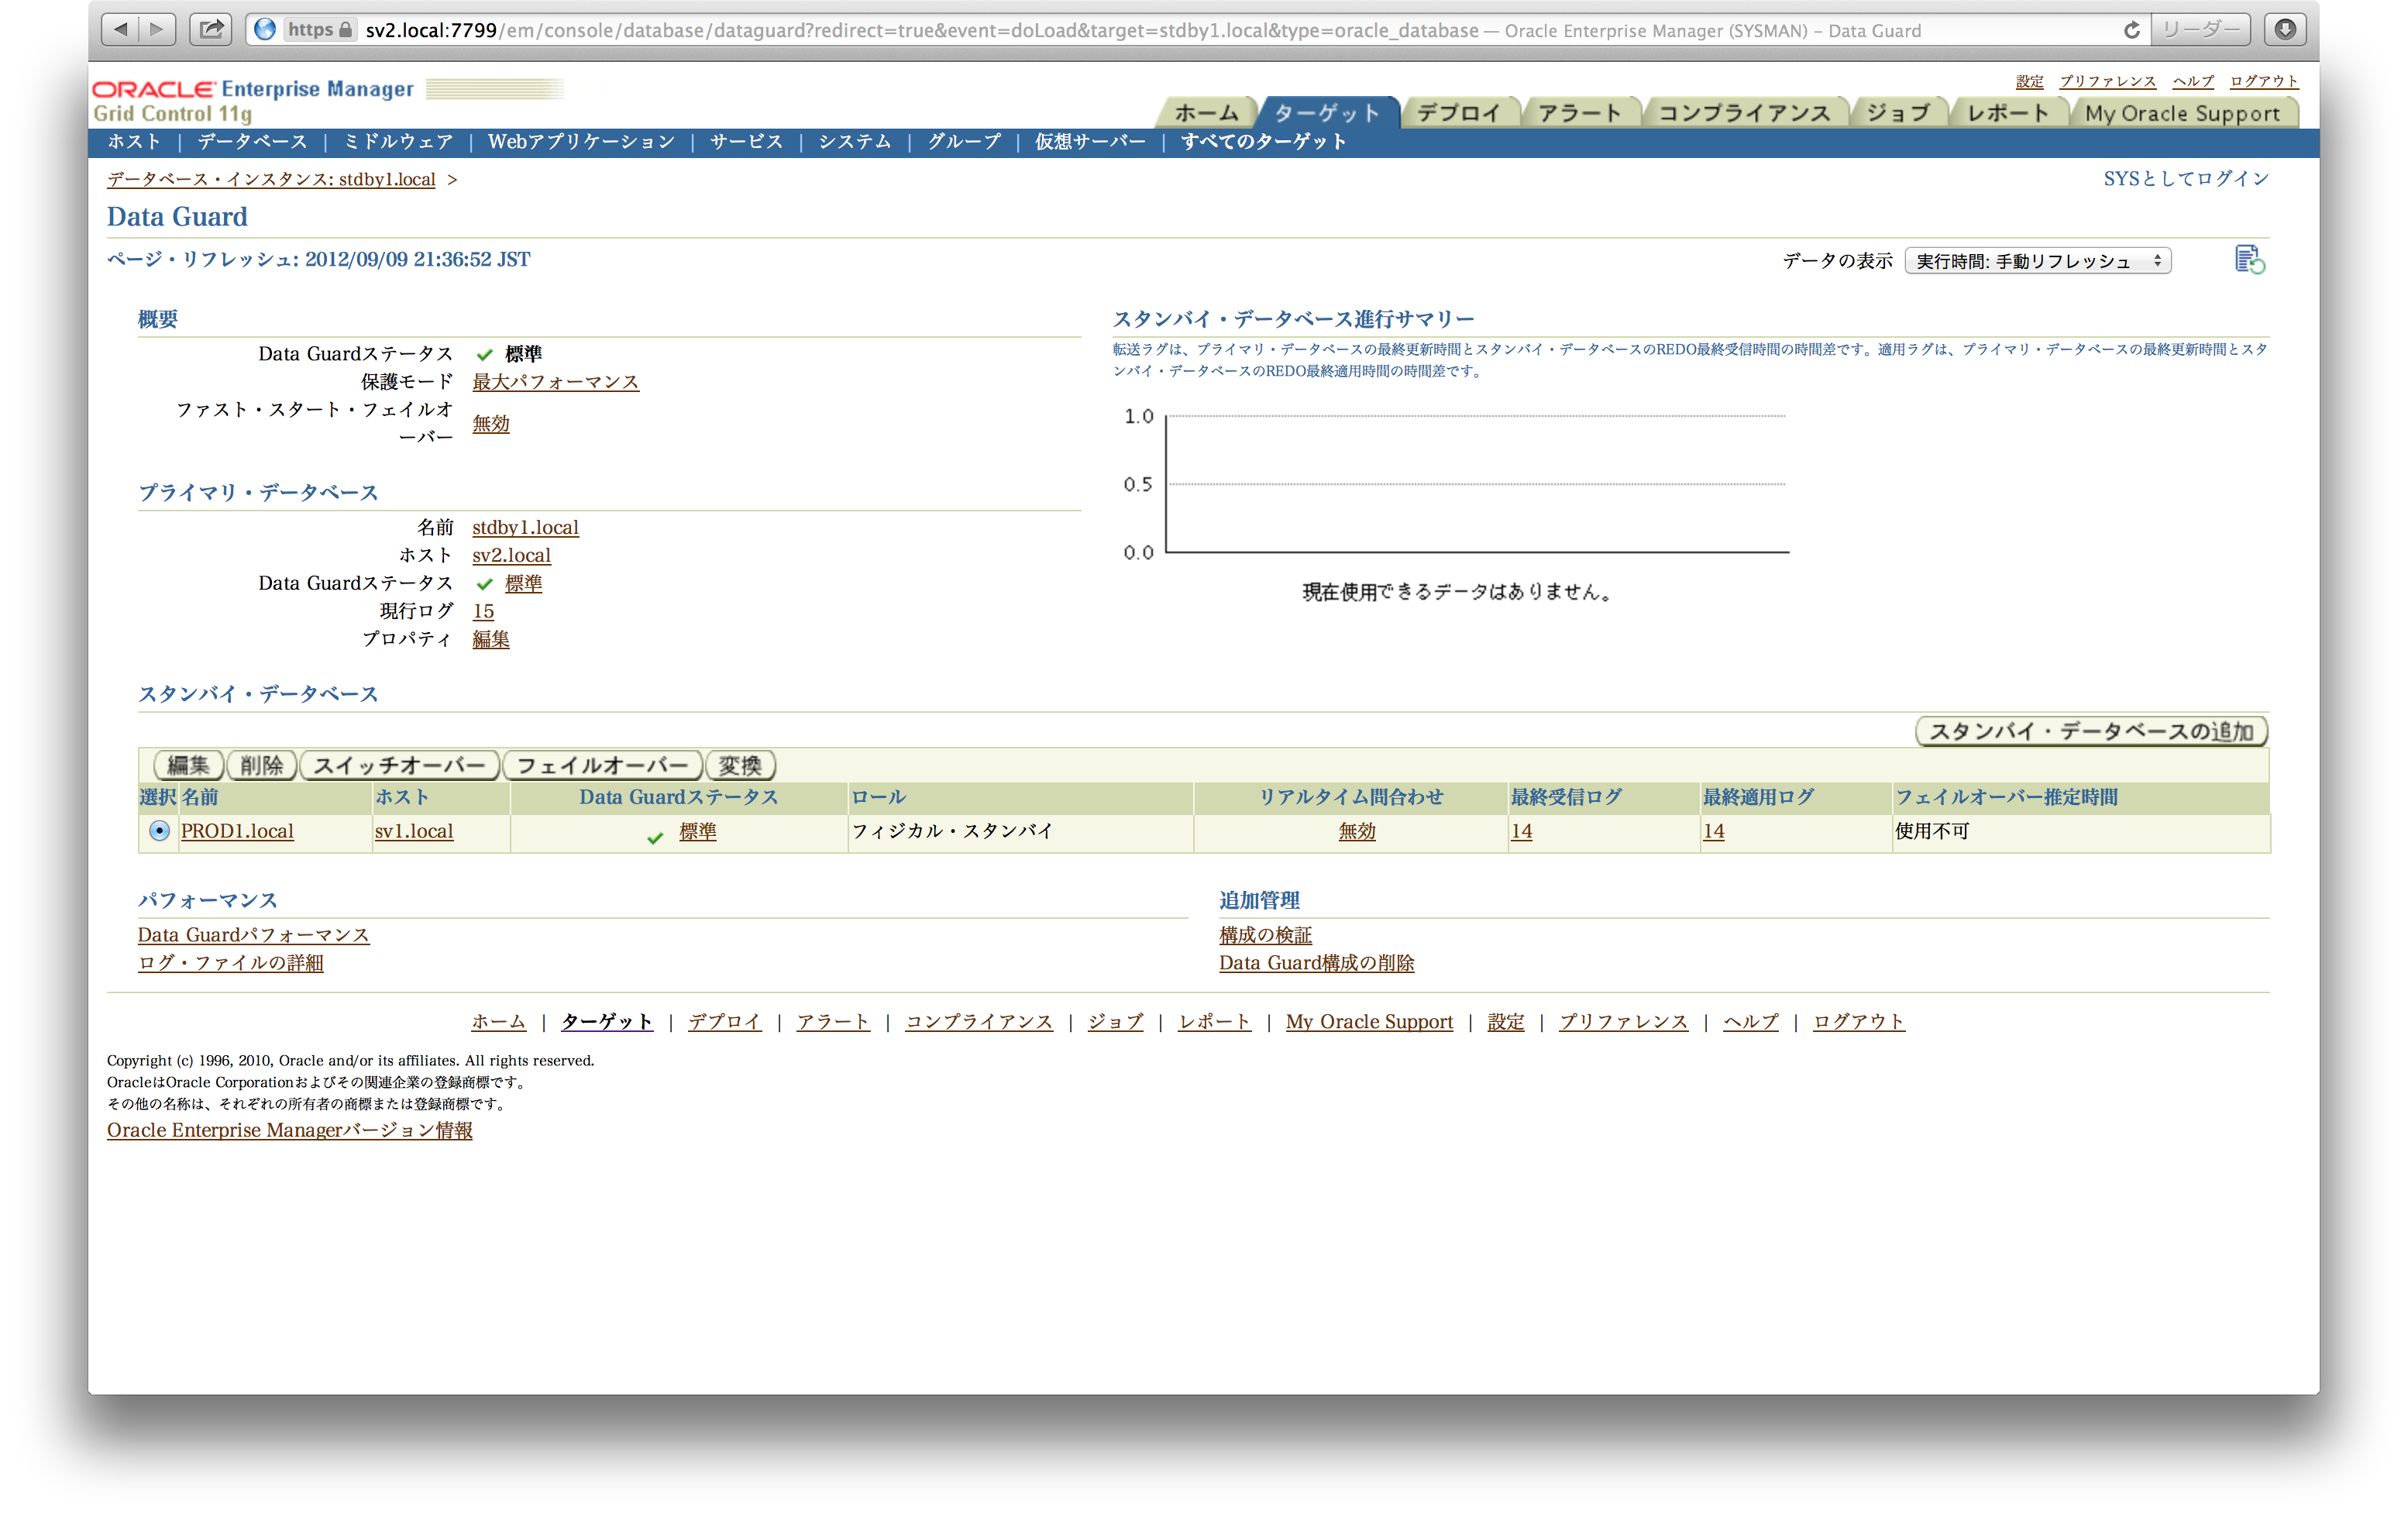 https sv2.local:7799/em/console/database/dataguard?redirect=true&event=doLoad&target=stdby1.local&type=oracle_database — Oracle Enterprise Manager (SYSMAN) – Data Guard リーダー
設定 プリファレンス ヘルプ ログアウト
ORACLE Enterprise Manager
Grid Control 11g
ホーム ターゲット デプロイ アラート コンプライアンス ジョブ レポート My Oracle Support
ホスト | データベース | ミドルウェア | Webアプリケーション | サービス | システム | グループ | 仮想サーバー | すべてのターゲット
データベース・インスタンス: stdby1.local >
SYSとしてログイン
Data Guard
ページ・リフレッシュ: 2012/09/09 21:36:52 JST
データの表示 実行時間: 手動リフレッシュ
概要
Data Guardステータス 標準
保護モード 最大パフォーマンス
ファスト・スタート・フェイルオ
ーバー 無効
プライマリ・データベース
名前 stdby1.local
ホスト sv2.local
Data Guardステータス 標準
現行ログ 15
プロパティ 編集
スタンバイ・データベース進行サマリー
転送ラグは、プライマリ・データベースの最終更新時間とスタンバイ・データベースのREDO最終受信時間の時間差です。適用ラグは、プライマリ・データベースの最終更新時間とスタ
ンバイ・データベースのREDO最終適用時間の時間差です。
1.0
0.5
0.0
現在使用できるデータはありません。
スタンバイ・データベース
スタンバイ・データベースの追加
編集 削除 スイッチオーバー フェイルオーバー 変換
選択 名前 ホスト Data Guardステータス ロール リアルタイム問合わせ 最終受信ログ 最終適用ログ フェイルオーバー推定時間
PROD1.local sv1.local 標準 フィジカル・スタンバイ 無効 14 14 使用不可
パフォーマンス
Data Guardパフォーマンス
ログ・ファイルの詳細
追加管理
構成の検証
Data Guard構成の削除
ホーム | ターゲット | デプロイ | アラート | コンプライアンス | ジョブ | レポート | My Oracle Support | 設定 | プリファレンス | ヘルプ | ログアウト
Copyright (c) 1996, 2010, Oracle and/or its affiliates. All rights reserved.
OracleはOracle Corporationおよびその関連企業の登録商標です。
その他の名称は、それぞれの所有者の商標または登録商標です。
Oracle Enterprise Managerバージョン情報